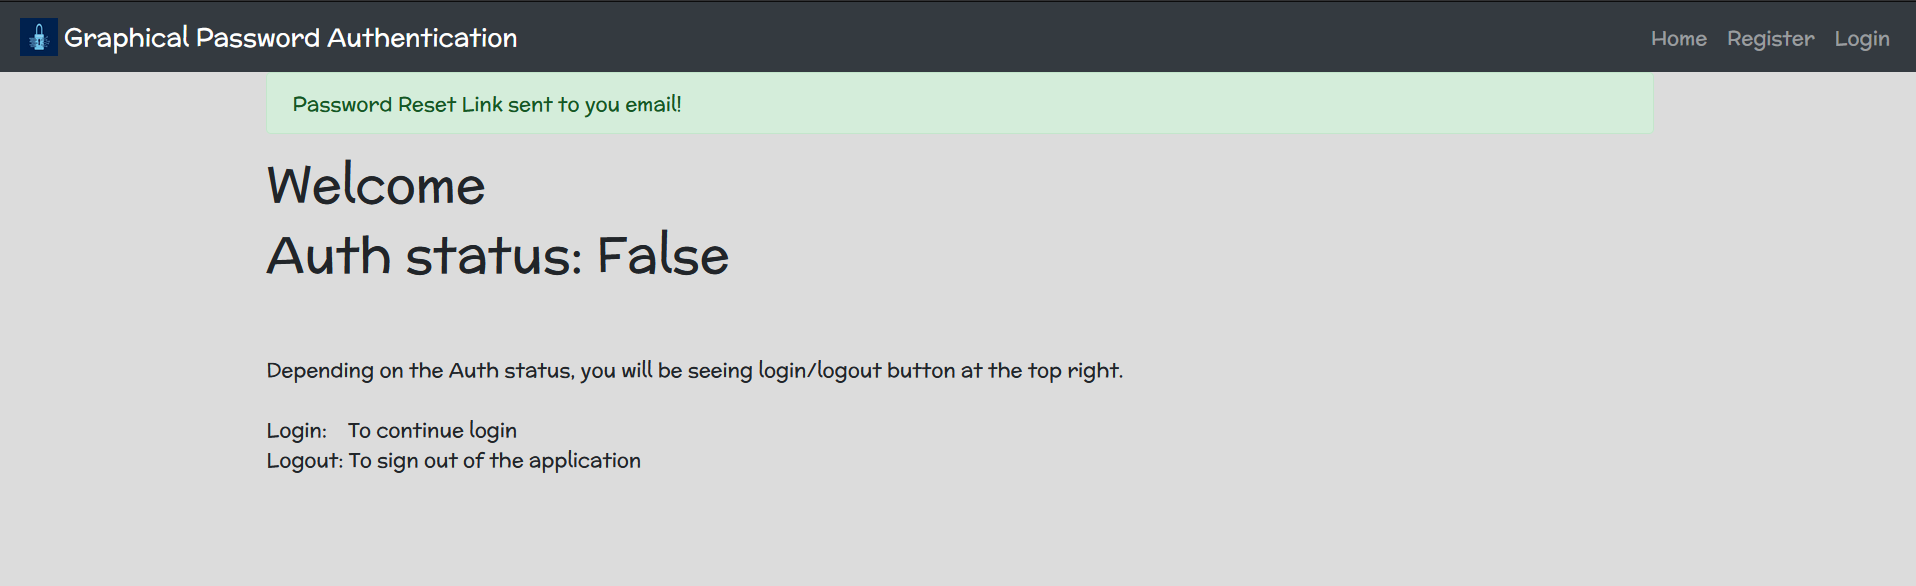 Graphical Password Authentication
Home Register Login
Password Reset Link sent to you email!
Welcome
Auth status: False
Depending on the Auth status, you will be seeing login/logout button at the top right.
Login: To continue login
Logout: To sign out of the application